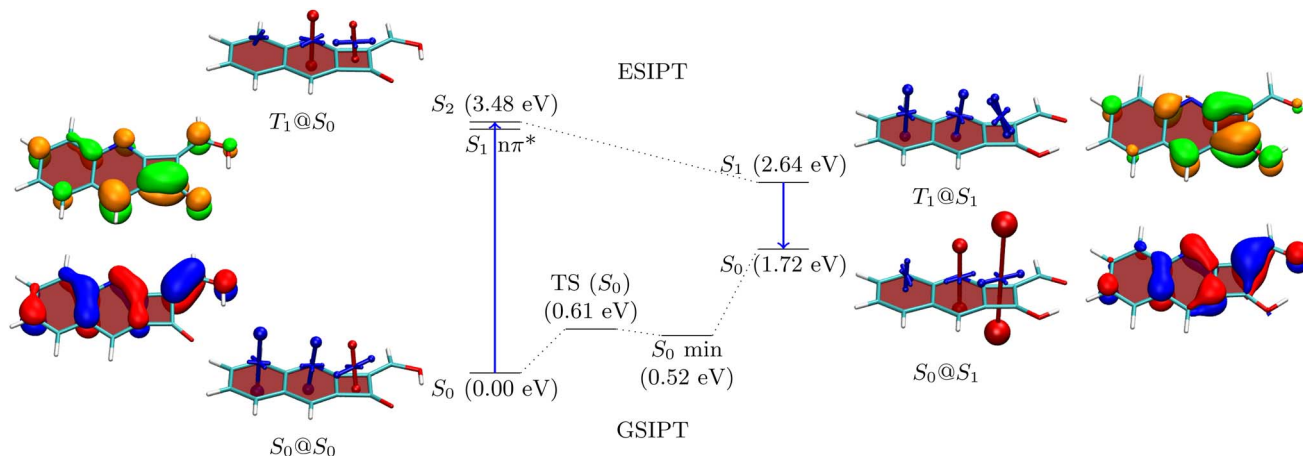 ESIPT
T₁@S₀
S₂ (3.48 eV)
S₁ nπ*
S₁ (2.64 eV)
T₁@S₁
S₀ (1.72 eV)
TS (S₀)
(0.61 eV)
S₀ min
(0.52 eV)
S₀ (0.00 eV)
S₀@S₁
S₀@S₀
GSIPT